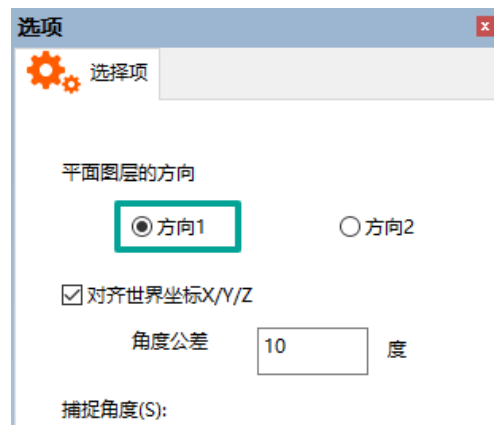 选项
选择项
平面图层的方向
方向1 方向2
对齐世界坐标X/Y/Z
角度公差 10 度
捕捉角度(S):